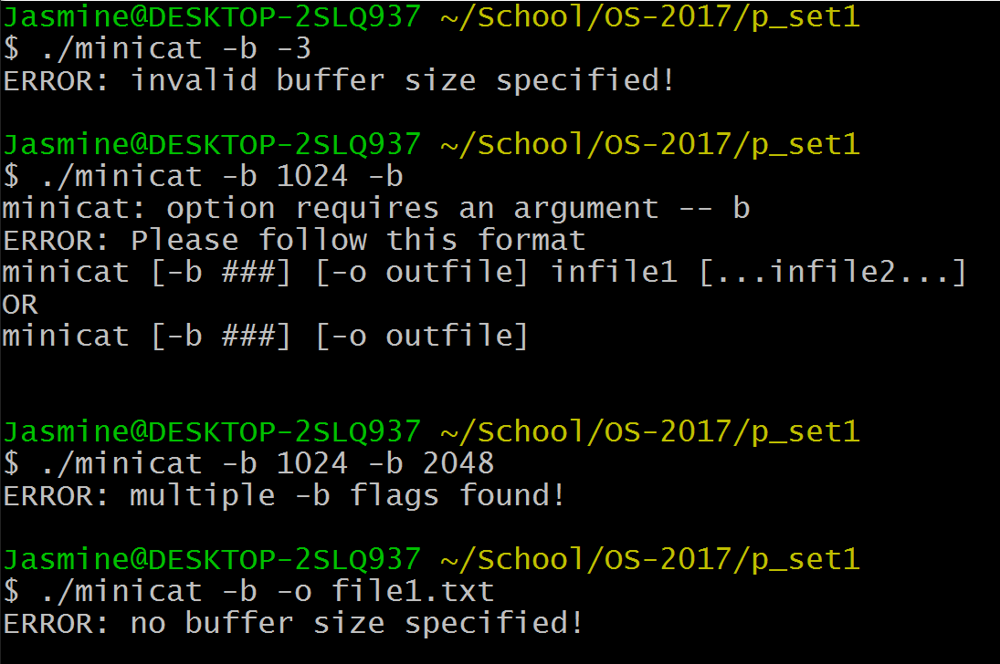 Jasmine@DESKTOP-2SLQ937 ~/School/OS-2017/p_set1
$ ./minicat -b -3
ERROR: invalid buffer size specified!
Jasmine@DESKTOP-2SLQ937 ~/School/OS-2017/p_set1
$ ./minicat -b 1024 -b
minicat: option requires an argument -- b
ERROR: Please follow this format
minicat [-b ###] [-o outfile] infile1 [...infile2...]
OR
minicat [-b ###] [-o outfile]
Jasmine@DESKTOP-2SLQ937 ~/School/OS-2017/p_set1
$ ./minicat -b 1024 -b 2048
ERROR: multiple -b flags found!
Jasmine@DESKTOP-2SLQ937 ~/School/OS-2017/p_set1
$ ./minicat -b -o file1.txt
ERROR: no buffer size specified!